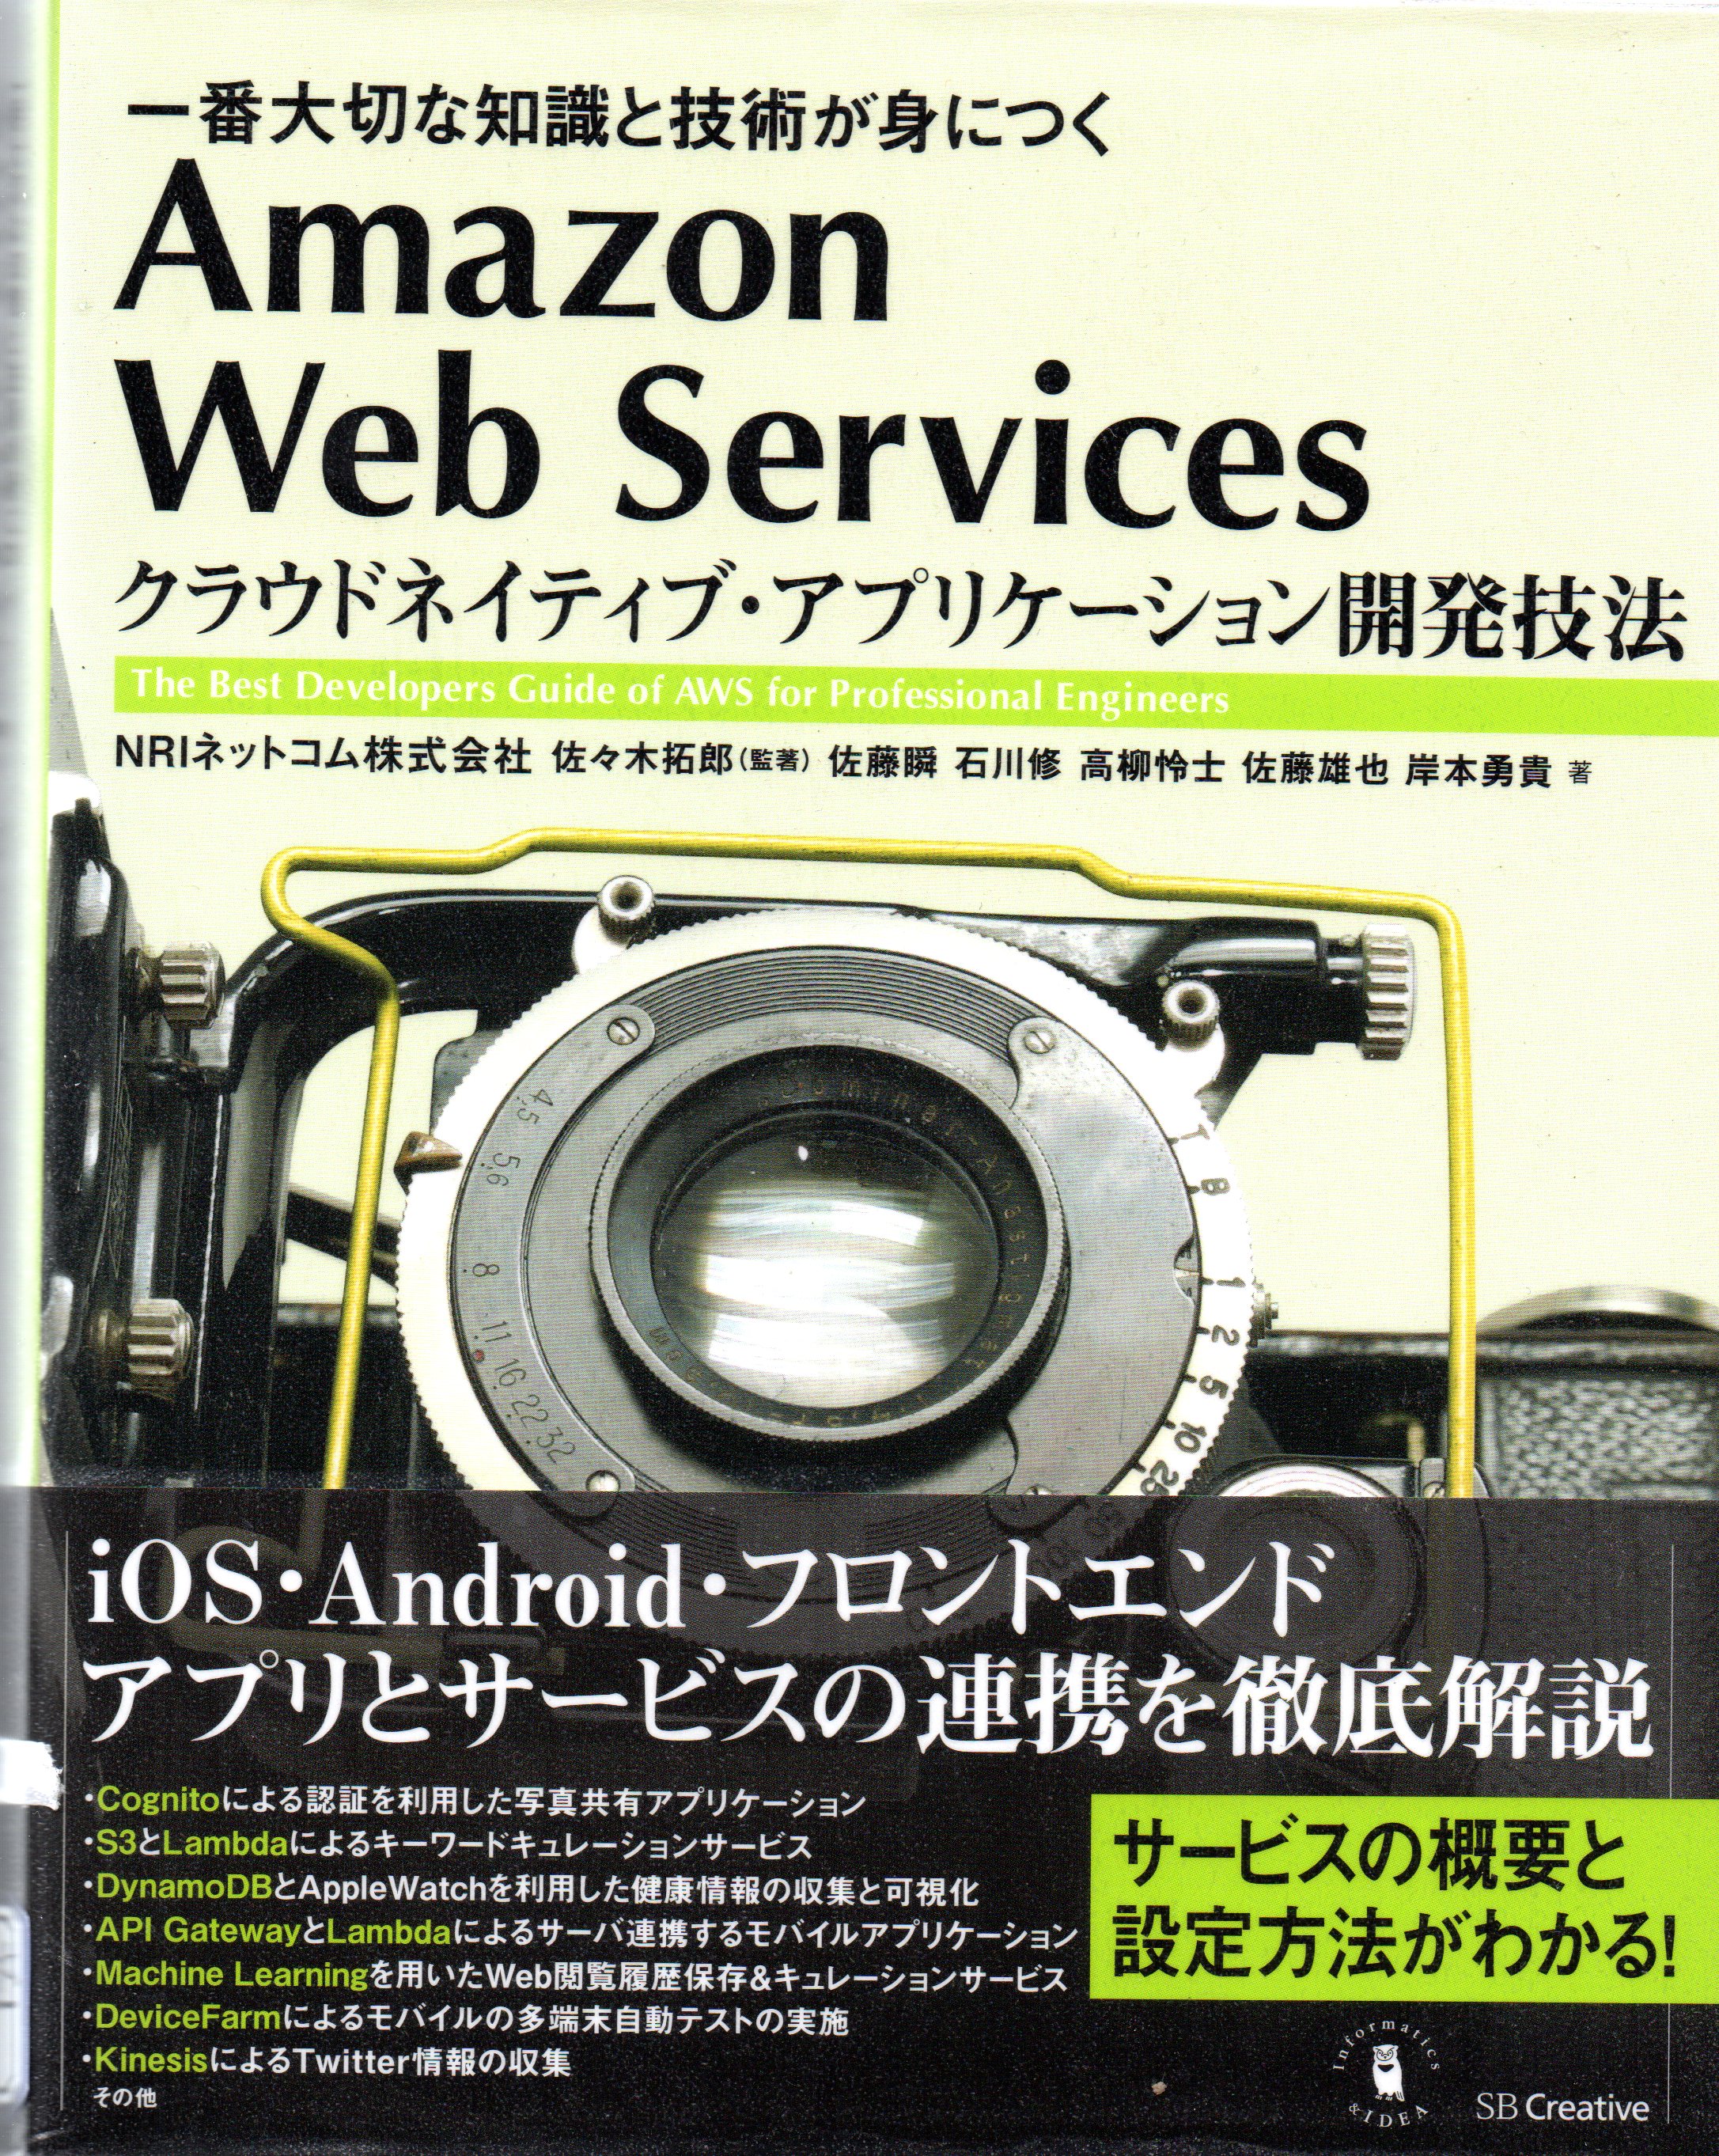 一番大切な知識と技術が身につく
Amazon
Web Services
クラウドネイティブ・アプリケーション開発技法
The Best Developers Guide of AWS for Professional Engineers
NRIネットコム株式会社 佐々木拓郎（監著） 佐藤瞬 石川修 高柳怜士 佐藤雄也 岸本勇貴 著
4.5
5.6
8
11
16
22
32
T
B
1
2
5
10
25
50
100
iOS・Android・フロントエンド
アプリとサービスの連携を徹底解説
・Cognitoによる認証を利用した写真共有アプリケーション
・S3とLambdaによるキーワードキュレーションサービス
・DynamoDBとAppleWatchを利用した健康情報の収集と可視化
・API GatewayとLambdaによるサーバ連携するモバイルアプリケーション
・Machine Learningを用いたWeb閲覧履歴保存&キュレーションサービス
・DeviceFarmによるモバイルの多端末自動テストの実施
・KinesisによるTwitter情報の収集
その他
サービスの概要と
設定方法がわかる！
Informatics
&IDEA
SB Creative